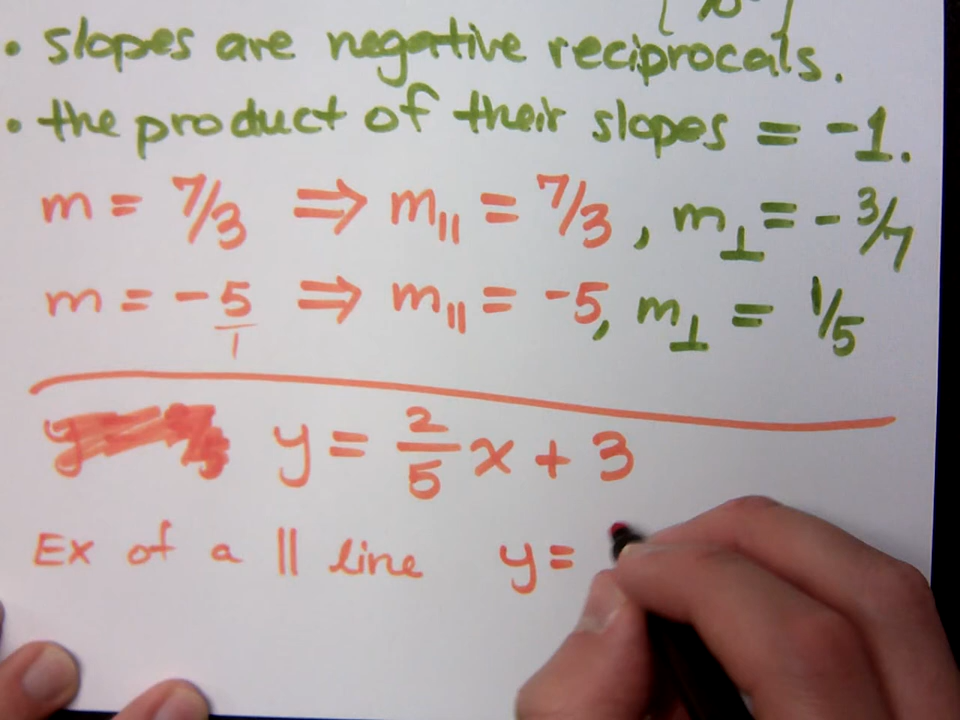 • slopes are negative reciprocals.
• the product of their slopes = -1.
m = 7/3 ⇒ m|| = 7/3, m⊥ = - 3/7
m = -5/1 ⇒ m|| = -5, m⊥ = 1/5
y = 2/5 x + 3
Ex of a || line y =